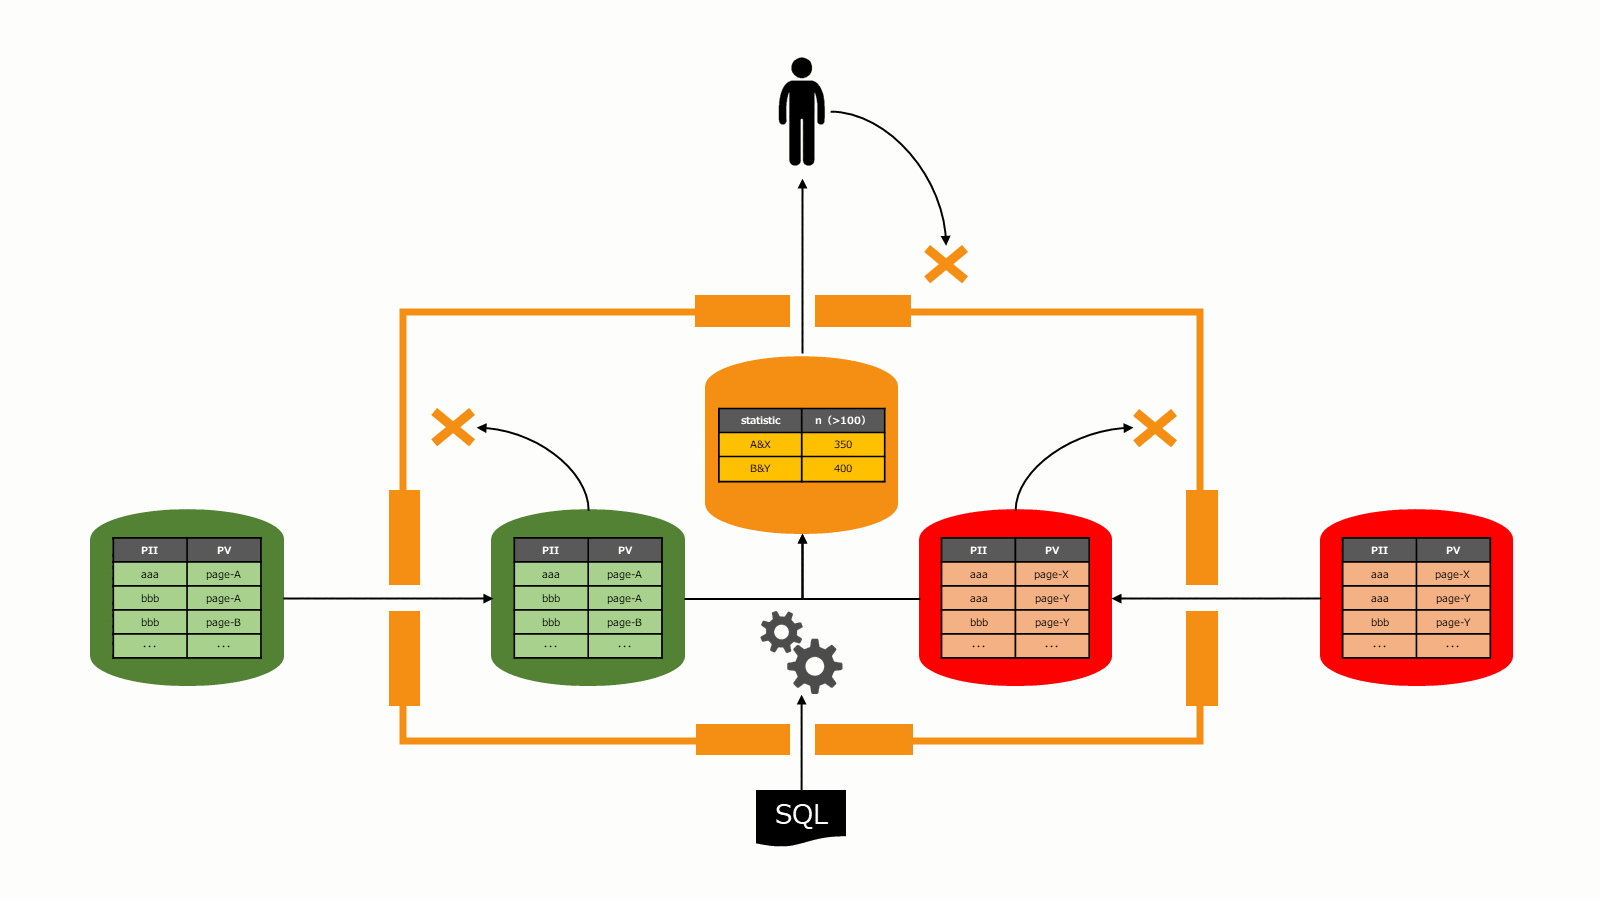 statistic n（>100）
A&X 350
B&Y 400
PII PV
aaa page-A
bbb page-A
bbb page-B
... ...
PII PV
aaa page-A
bbb page-A
bbb page-B
... ...
PII PV
aaa page-X
aaa page-Y
bbb page-Y
... ...
PII PV
aaa page-X
aaa page-Y
bbb page-Y
... ...
SQL